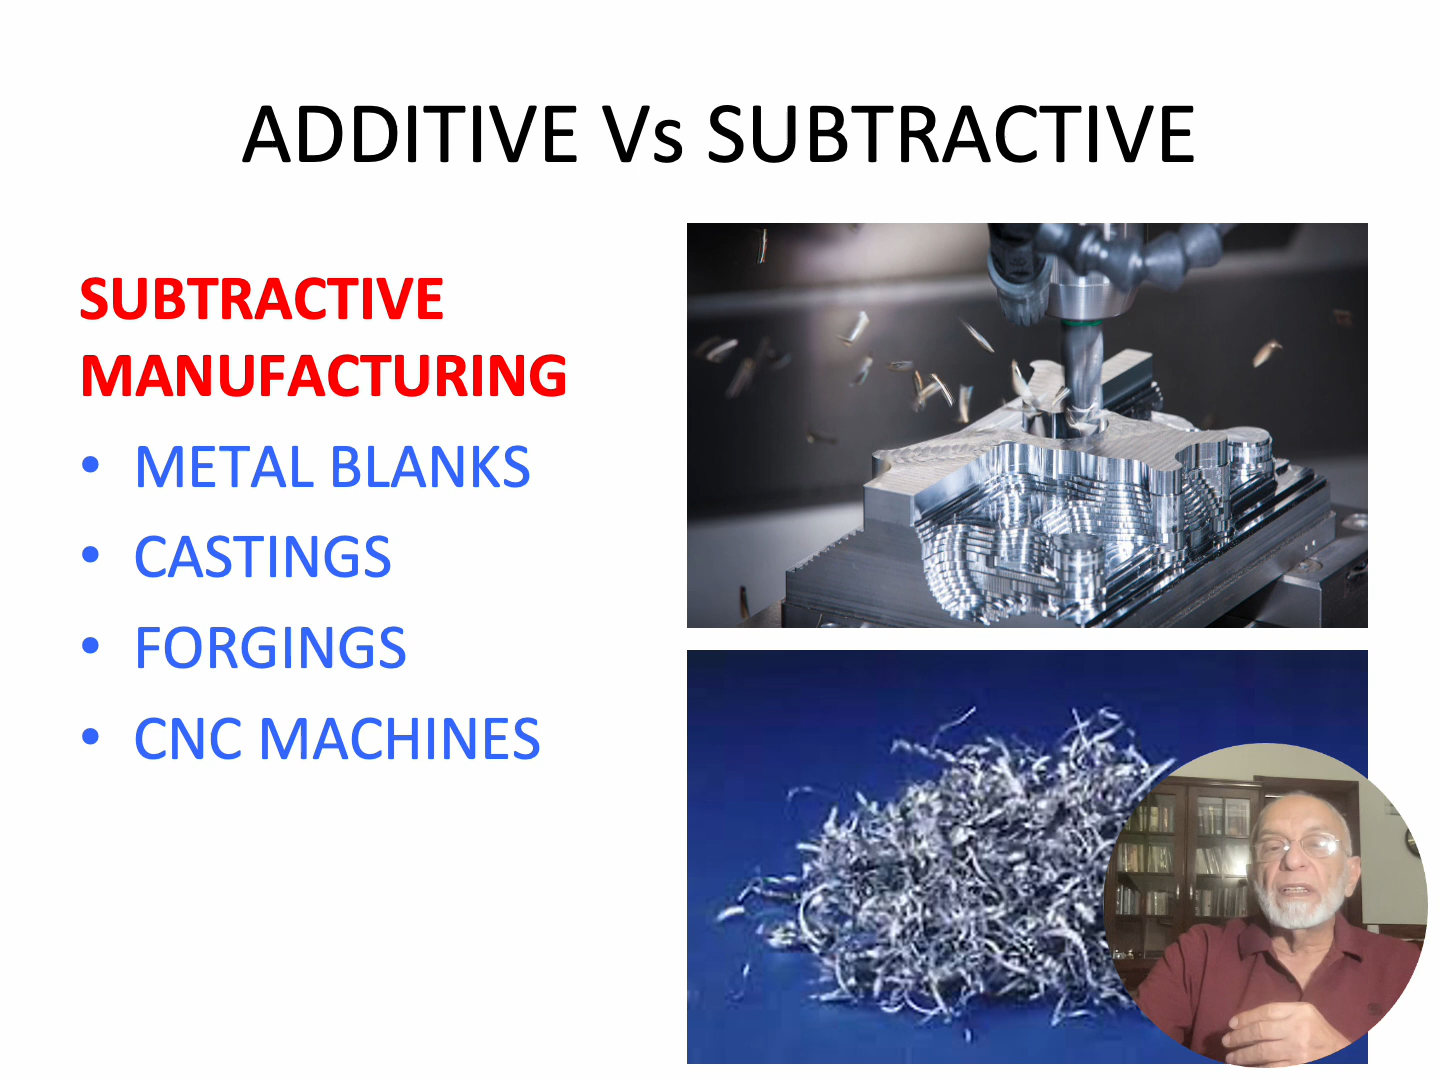 ADDITIVE Vs SUBTRACTIVE
SUBTRACTIVE
MANUFACTURING
• METAL BLANKS
• CASTINGS
• FORGINGS
• CNC MACHINES